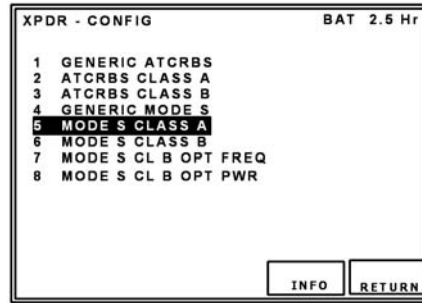 XPDR - CONFIG BAT 2.5 Hr
1 GENERIC ATCRBS
2 ATCRBS CLASS A
3 ATCRBS CLASS B
4 GENERIC MODE S
5 MODE S CLASS A
6 MODE S CLASS B
7 MODE S CL B OPT FREQ
8 MODE S CL B OPT PWR
INFO RETURN